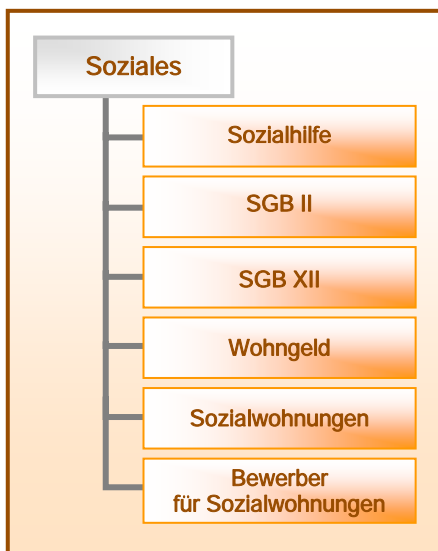 Soziales
Sozialhilfe
SGB II
SGB XII
Wohngeld
Sozialwohnungen
Bewerber
für Sozialwohnungen